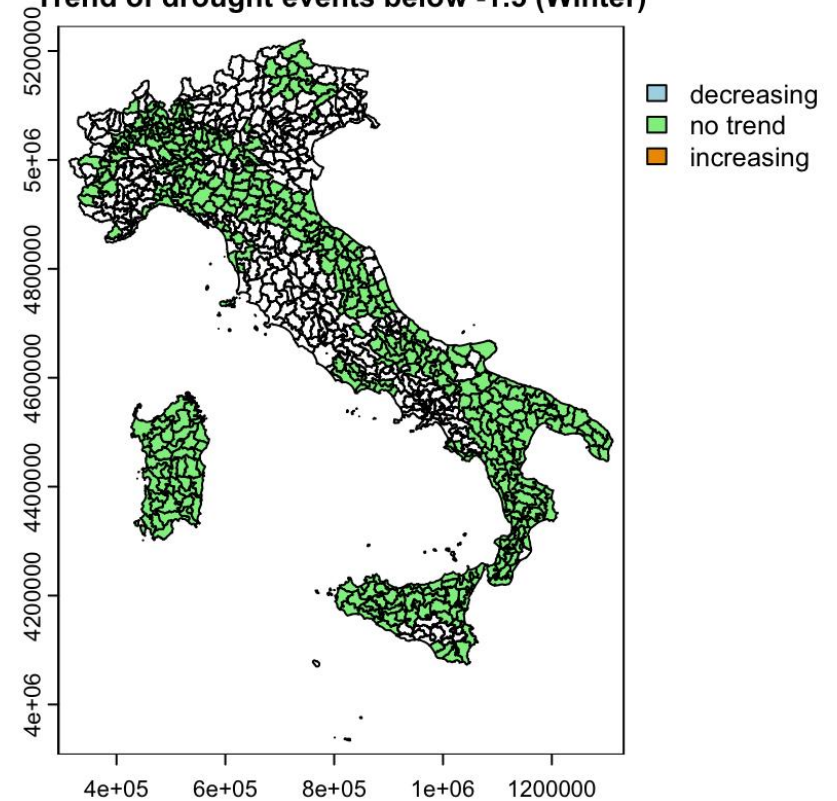 Trend of drought events below -1.5 (Winter)
decreasing
no trend
increasing
5200000
5e+06
4800000
4600000
4400000
4200000
4e+06
4e+05 6e+05 8e+05 1e+06 1200000